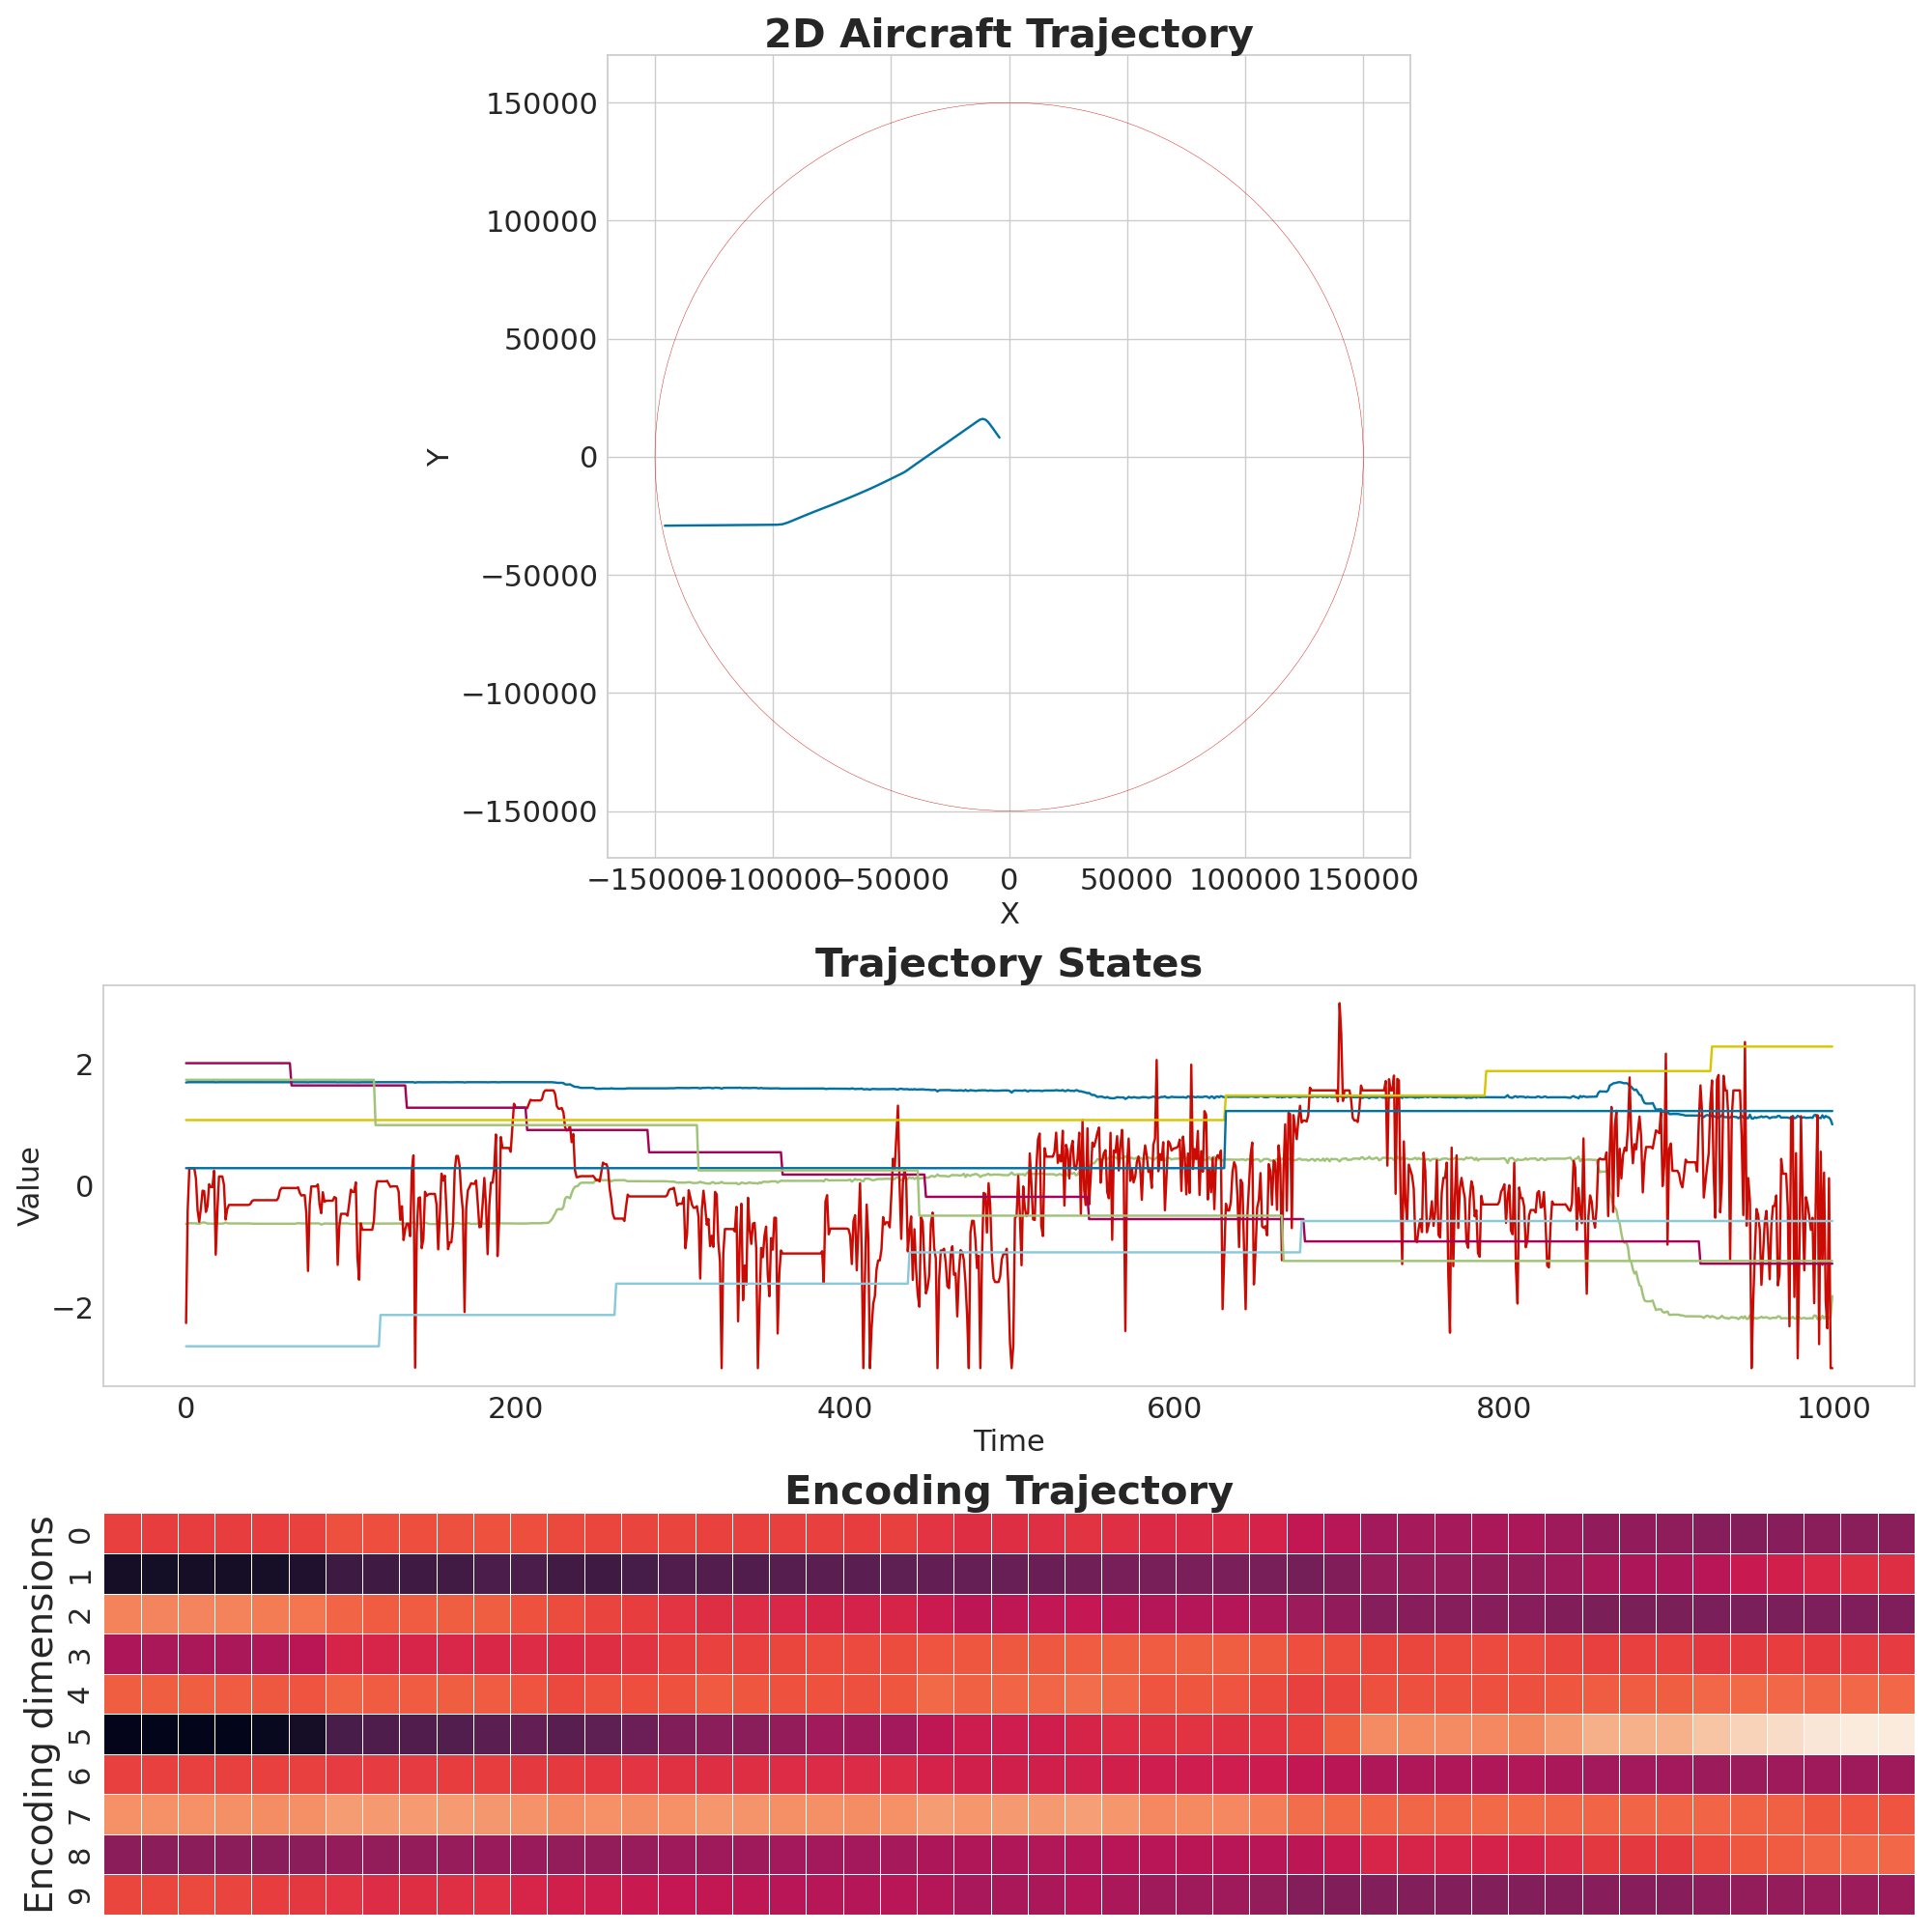 2D Aircraft Trajectory
150000
100000
50000
0
−50000
−100000
−150000
Y
−150000 −100000 −50000 0 50000 100000 150000
X
Trajectory States
2
0
−2
Value
0 200 400 600 800 1000
Time
Encoding Trajectory
0
1
2
3
4
5
6
7
8
9
Encoding dimensions